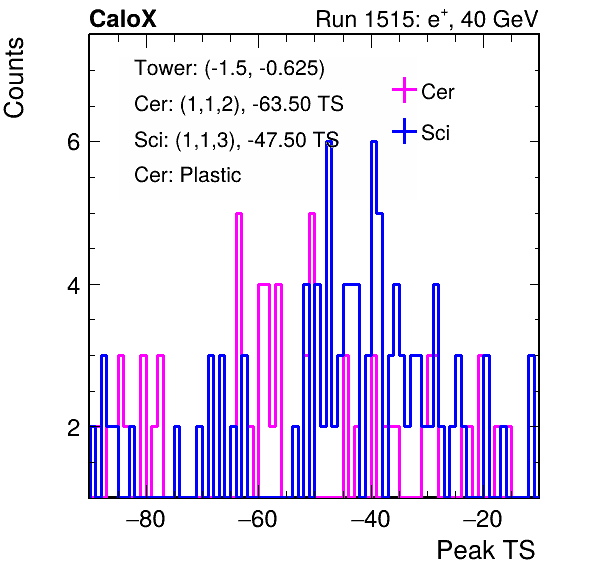 CaloX Run 1515: e⁺, 40 GeV
Counts
Tower: (-1.5, -0.625)
Cer: (1,1,2), -63.50 TS
Sci: (1,1,3), -47.50 TS
Cer: Plastic
Cer
Sci
6
4
2
−80 −60 −40 −20
Peak TS